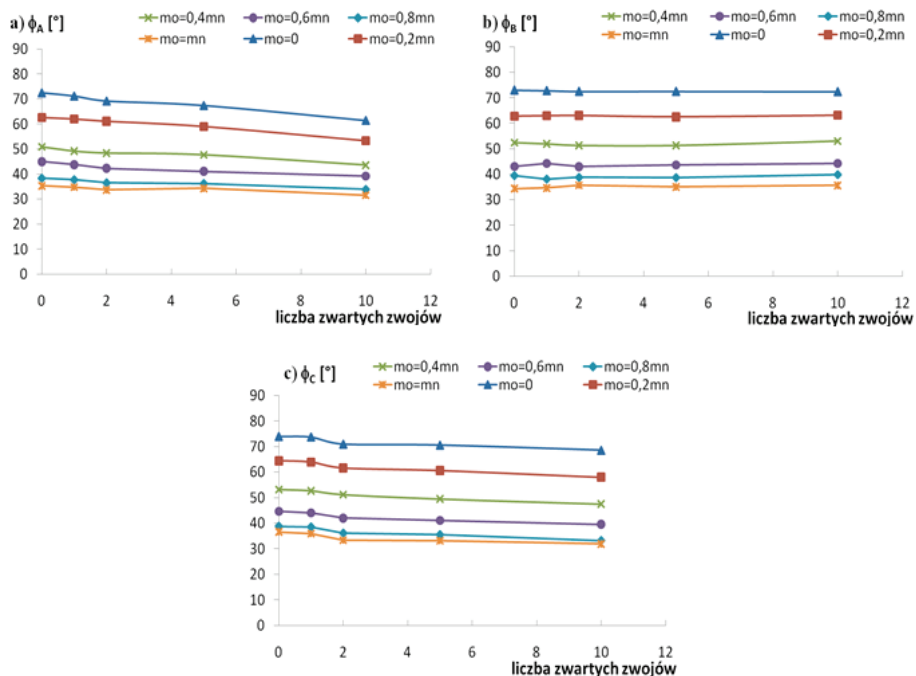 a) ϕA [°]
mo=0,4mn mo=0,6mn mo=0,8mn
mo=mn mo=0 mo=0,2mn
90
80
70
60
50
40
30
20
10
0
0 2 4 6 8 10 12
liczba zwartych zwojów
b) ϕB [°]
mo=0,4mn mo=0,6mn mo=0,8mn
mo=mn mo=0 mo=0,2mn
90
80
70
60
50
40
30
20
10
0
0 2 4 6 8 10 12
liczba zwartych zwojów
c) ϕC [°]
mo=0,4mn mo=0,6mn mo=0,8mn
mo=mn mo=0 mo=0,2mn
90
80
70
60
50
40
30
20
10
0
0 2 4 6 8 10 12
liczba zwartych zwojów